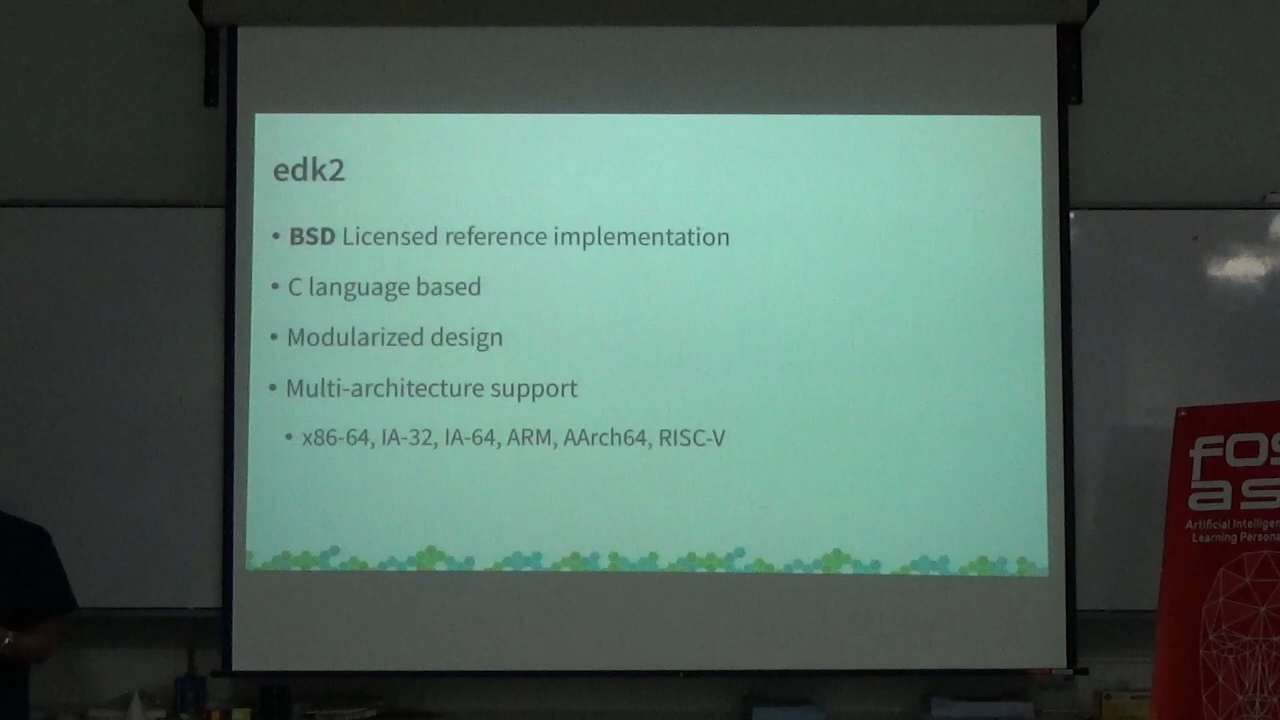 edk2
• BSD Licensed reference implementation
• C language based
• Modularized design
• Multi-architecture support
• x86-64, IA-32, IA-64, ARM, AArch64, RISC-V
fos
as
Artificial Intelligen
Learning Persona